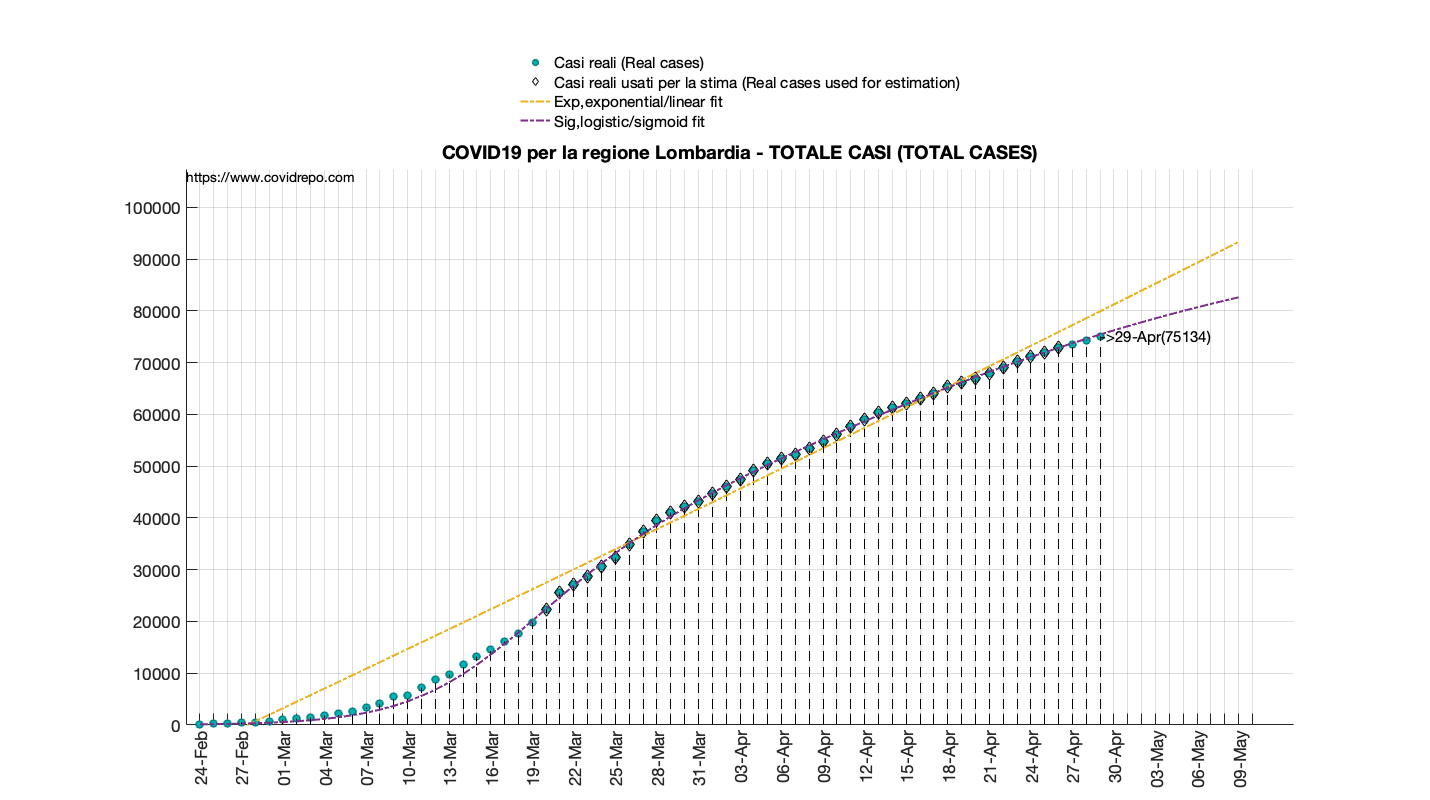 Casi reali (Real cases)
Casi reali usati per la stima (Real cases used for estimation)
Exp,exponential/linear fit
Sig,logistic/sigmoid fit
COVID19 per la regione Lombardia - TOTALE CASI (TOTAL CASES)
https://www.covidrepo.com
100000
90000
80000
70000
60000
50000
40000
30000
20000
10000
0
>29-Apr(75134)
24-Feb
27-Feb
01-Mar
04-Mar
07-Mar
10-Mar
13-Mar
16-Mar
19-Mar
22-Mar
25-Mar
28-Mar
31-Mar
03-Apr
06-Apr
09-Apr
12-Apr
15-Apr
18-Apr
21-Apr
24-Apr
27-Apr
30-Apr
03-May
06-May
09-May